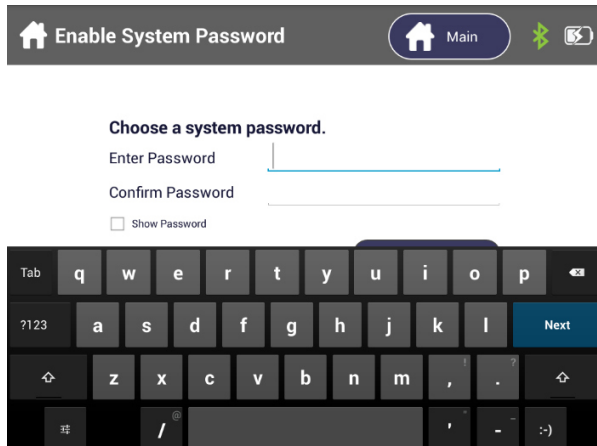 Enable System Password Main
Choose a system password.
Enter Password
Confirm Password
Show Password
Tab q w e r t y u i o p
?123 a s d f g h j k l Next
z x c v b n m , ! . ?
/ @ ' " - _ :-)